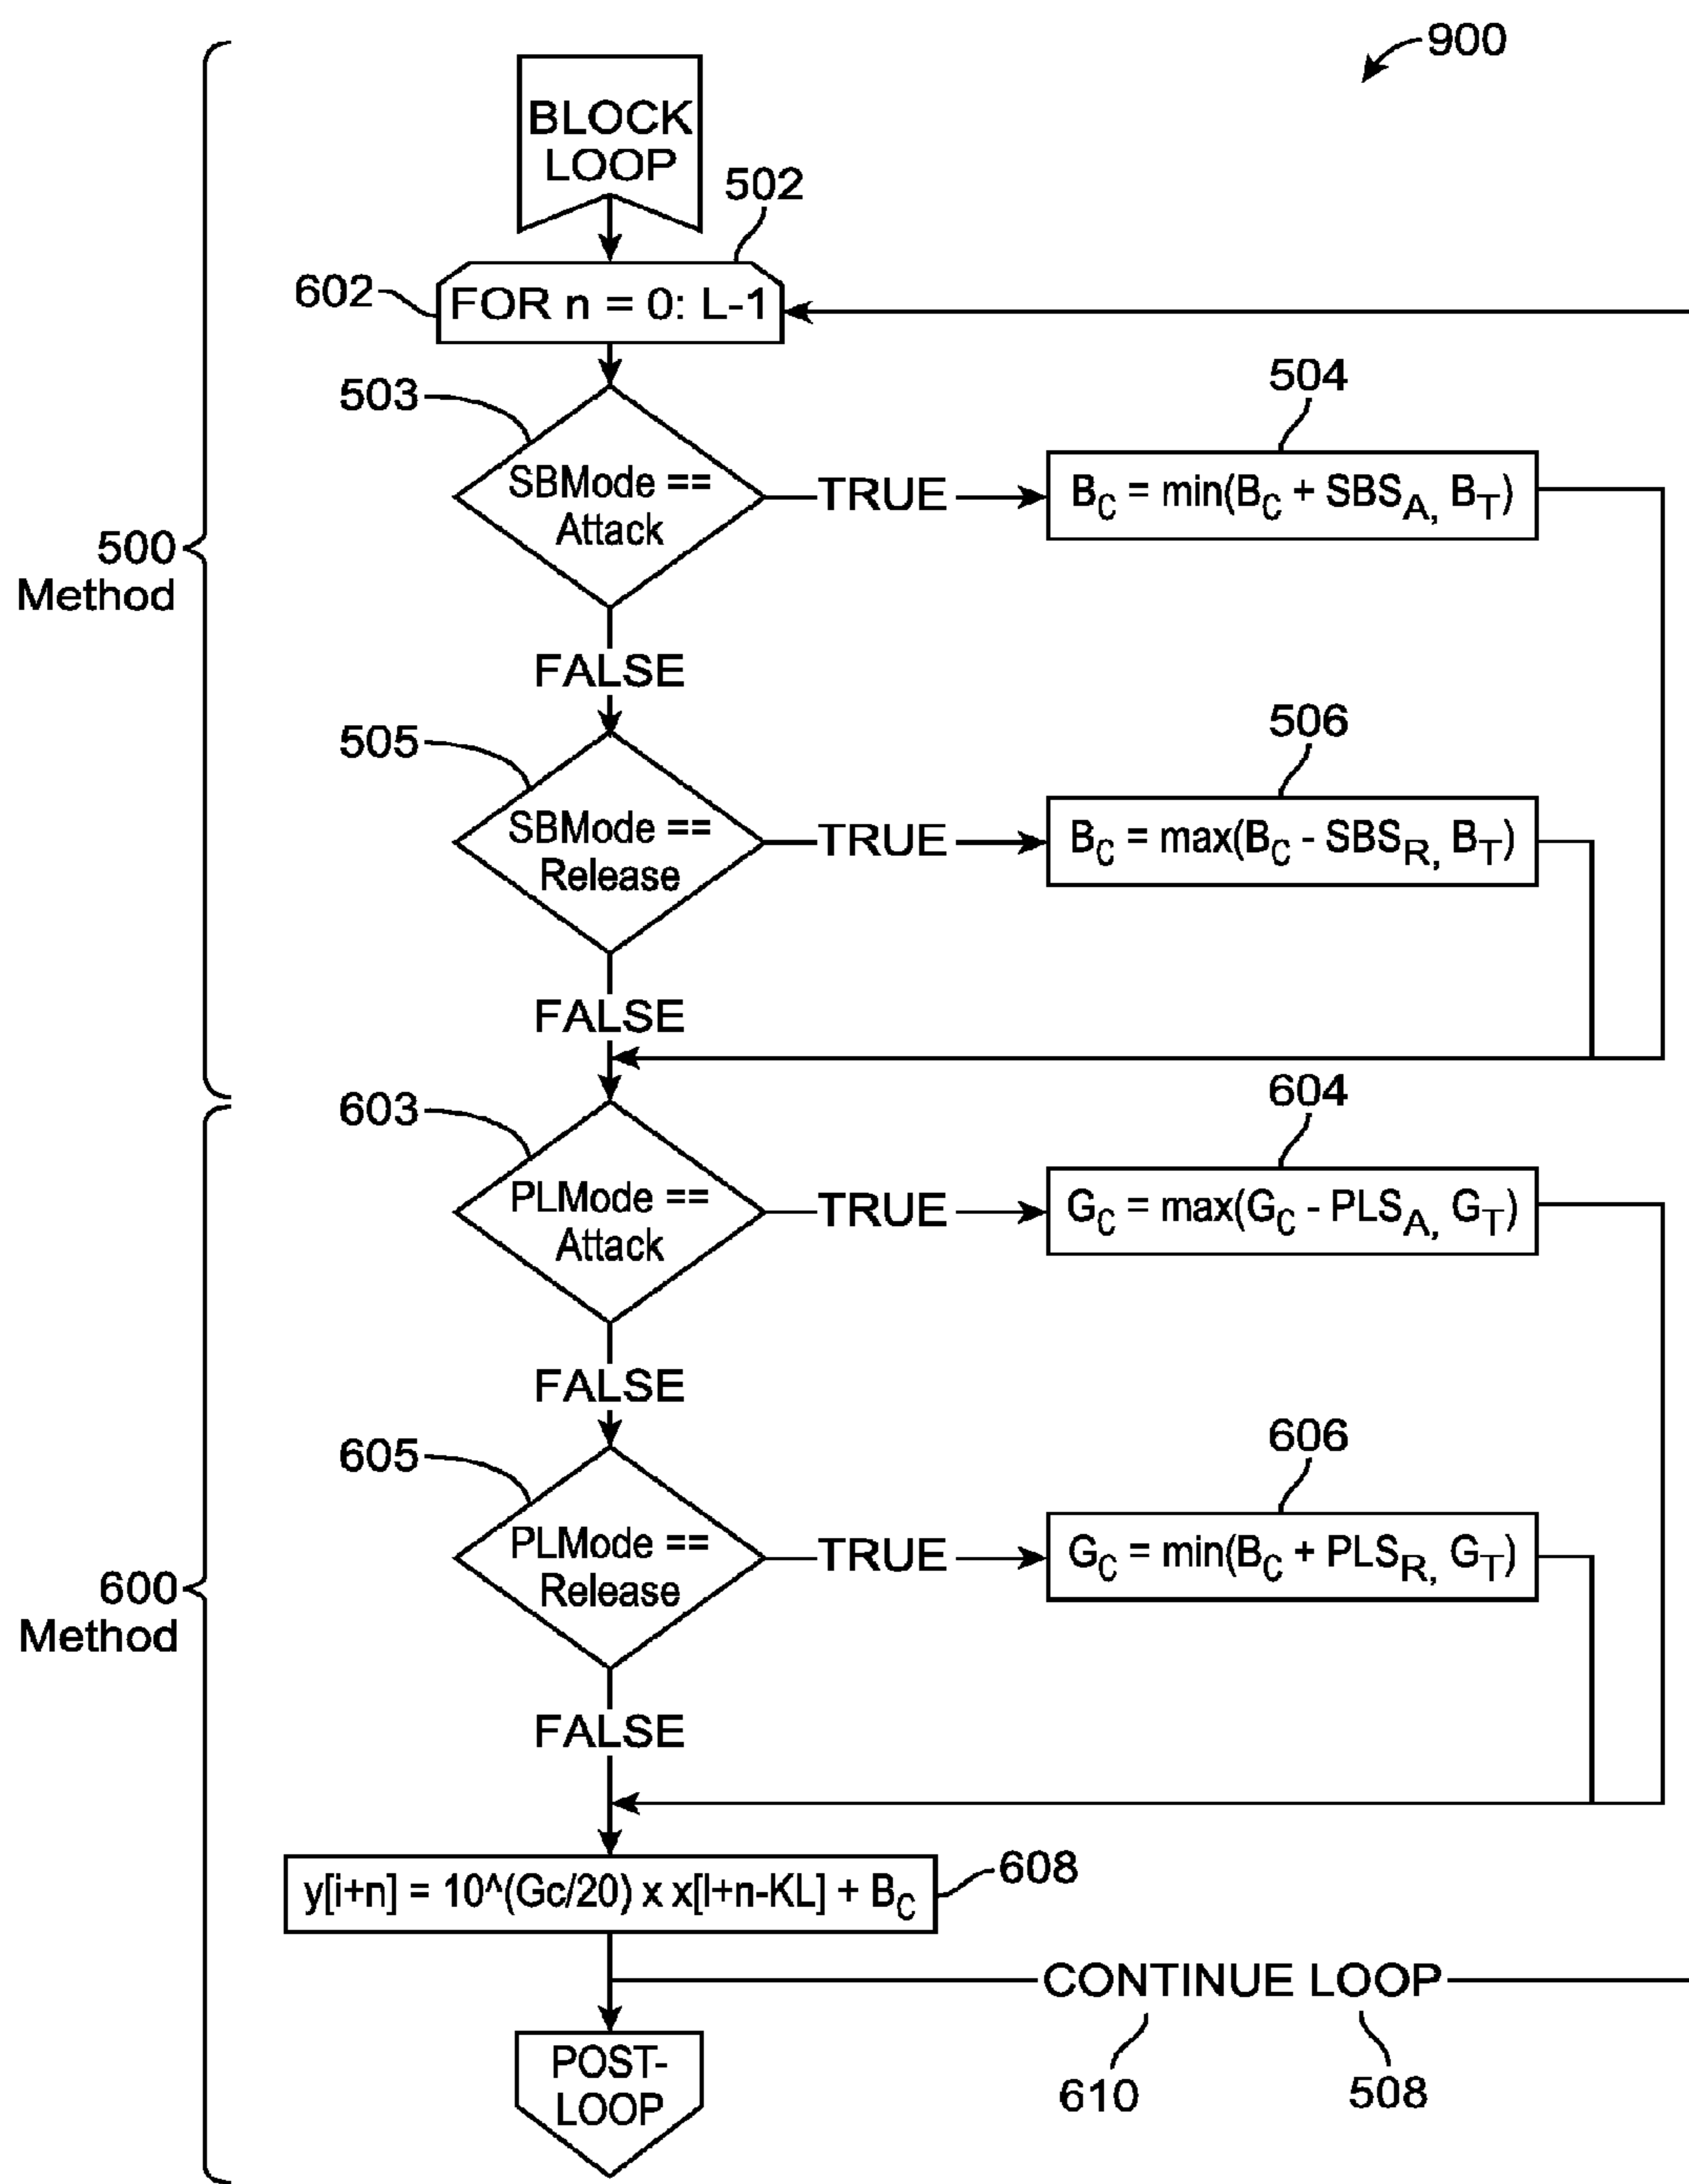 900
BLOCK
LOOP
502
602
FOR n = 0: L-1
503
504
SBMode ==
Attack
TRUE
B_C = min(B_C + SBS_A, B_T)
500
Method
FALSE
505
506
SBMode ==
Release
TRUE
B_C = max(B_C - SBS_R, B_T)
FALSE
603
604
PLMode ==
Attack
TRUE
G_C = max(G_C - PLS_A, G_T)
FALSE
605
606
PLMode ==
Release
TRUE
G_C = min(B_C + PLS_R, G_T)
600
Method
FALSE
y[i+n] = 10^(Gc/20) x x[I+n-KL] + B_C
608
CONTINUE LOOP
POST-
LOOP
610
508